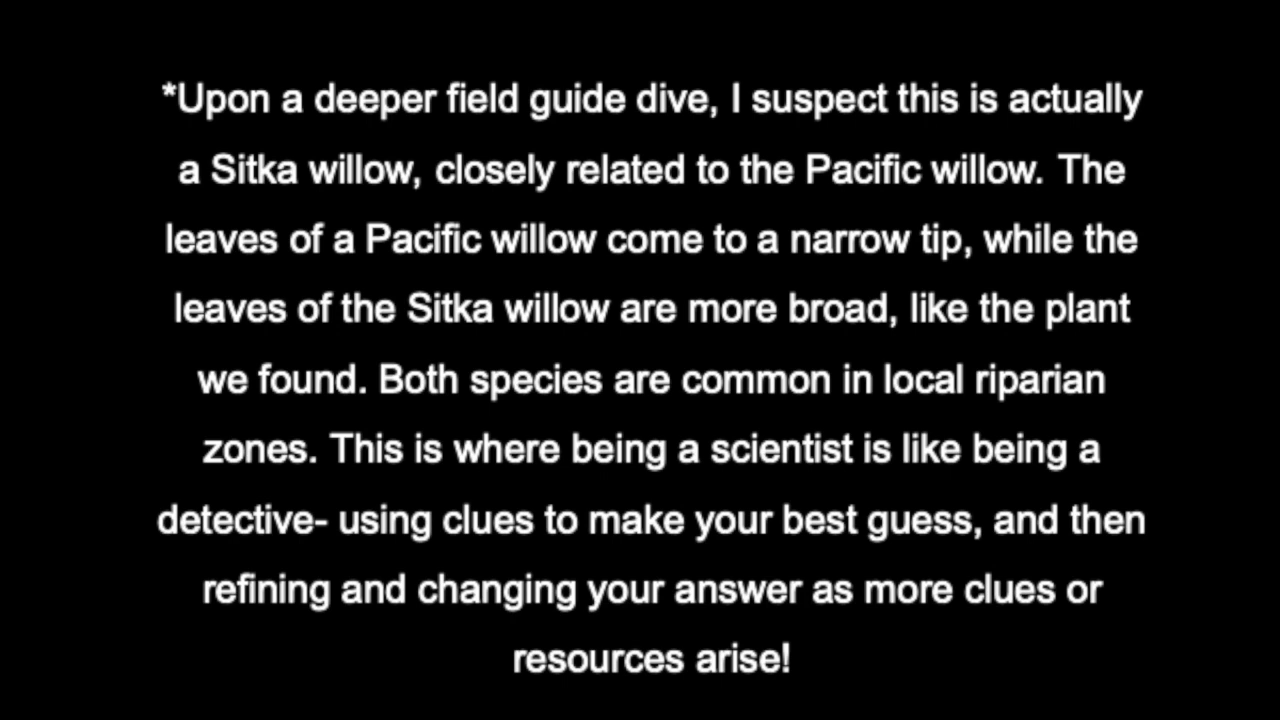 *Upon a deeper field guide dive, I suspect this is actually
a Sitka willow, closely related to the Pacific willow. The
leaves of a Pacific willow come to a narrow tip, while the
leaves of the Sitka willow are more broad, like the plant
we found. Both species are common in local riparian
zones. This is where being a scientist is like being a
detective- using clues to make your best guess, and then
refining and changing your answer as more clues or
resources arise!